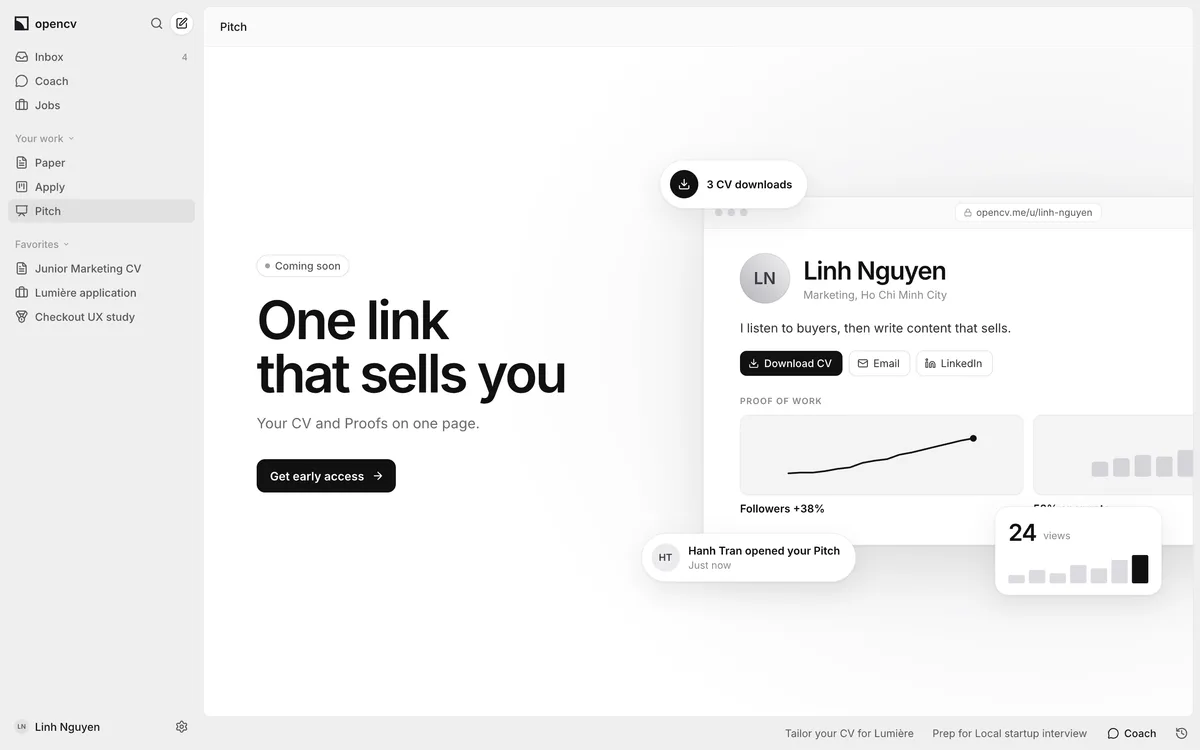 opencv
Inbox 4
Coach
Jobs
Your work
Paper
Apply
Pitch
Favorites
Junior Marketing CV
Lumière application
Checkout UX study
LN Linh Nguyen
Pitch
Coming soon
One link
that sells you
Your CV and Proofs on one page.
Get early access
3 CV downloads
opencv.me/u/linh-nguyen
LN
Linh Nguyen
Marketing, Ho Chi Minh City
I listen to buyers, then write content that sells.
Download CV
Email
LinkedIn
PROOF OF WORK
Followers +38%
24 views
HT
Hanh Tran opened your Pitch
Just now
Tailor your CV for Lumière
Prep for Local startup interview
Coach